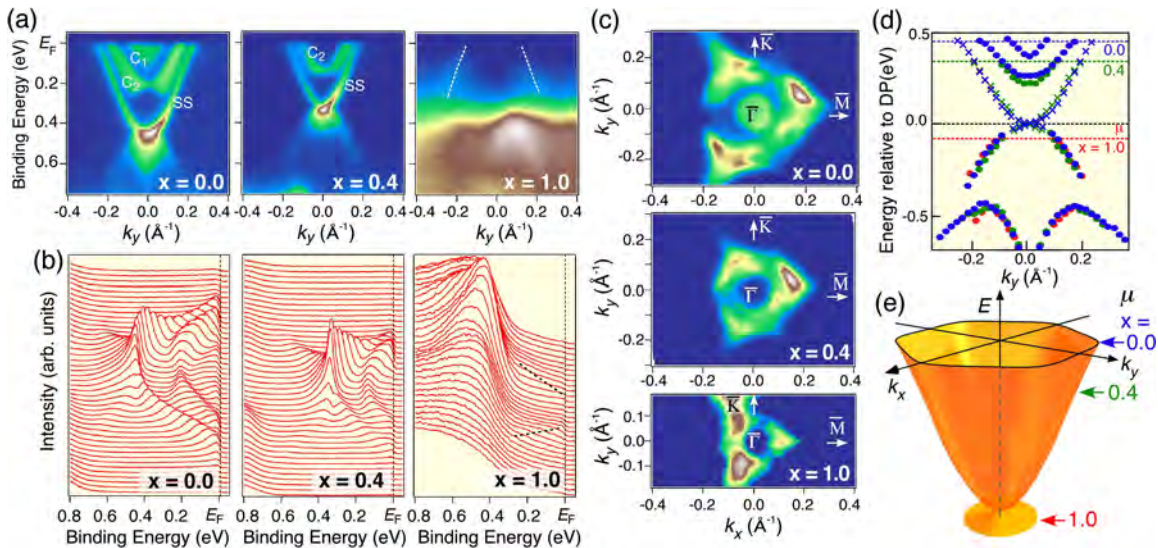 (a)
Binding Energy (eV)
E_F
0.2
0.4
0.6
C₁
C₂
SS
x = 0.0
C₂
SS
x = 0.4
x = 1.0
-0.4 -0.2 0.0 0.2 0.4
-0.4 -0.2 0.0 0.2 0.4
-0.4 -0.2 0.0 0.2 0.4
k_y (Å⁻¹)
k_y (Å⁻¹)
k_y (Å⁻¹)
(b)
Intensity (arb. units)
x = 0.0
x = 0.4
x = 1.0
0.8 0.6 0.4 0.2 E_F
0.8 0.6 0.4 0.2 E_F
0.8 0.6 0.4 0.2 E_F
Binding Energy (eV)
Binding Energy (eV)
Binding Energy (eV)
(c)
k_y (Å⁻¹)
0.2
0.0
-0.2
K̅
Γ̅
M̅
x = 0.0
-0.4 -0.2 0.0 0.2 0.4
k_y (Å⁻¹)
0.2
0.0
-0.2
K̅
Γ̅
M̅
x = 0.4
-0.4 -0.2 0.0 0.2 0.4
k_y (Å⁻¹)
0.1
0.0
-0.1
K̅
Γ̅
M̅
x = 1.0
-0.4 -0.2 0.0 0.2 0.4
k_x (Å⁻¹)
(d)
Energy relative to DP(eV)
0.5
0.0
-0.5
0.0
0.4
μ
x = 1.0
-0.2 0.0 0.2
k_y (Å⁻¹)
(e)
E
μ
x =
0.0
k_y
k_x
0.4
1.0